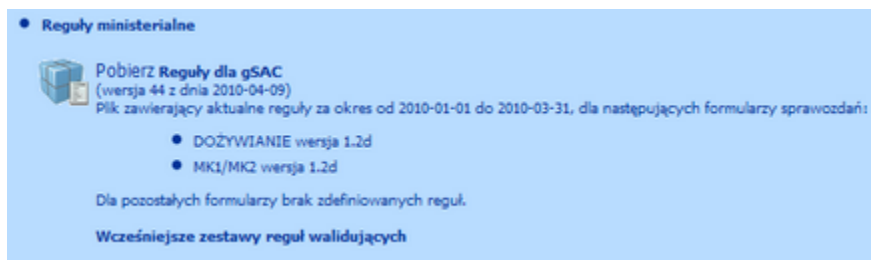 Reguły ministerialne
Pobierz Reguły dla gSAC
(wersja 44 z dnia 2010-04-09)
Plik zawierający aktualne reguły za okres od 2010-01-01 do 2010-03-31, dla następujących formularzy sprawozdań:
DOŻYWIANIE wersja 1.2d
MK1/MK2 wersja 1.2d
Dla pozostałych formularzy brak zdefiniowanych reguł.
Wcześniejsze zestawy reguł walidujących